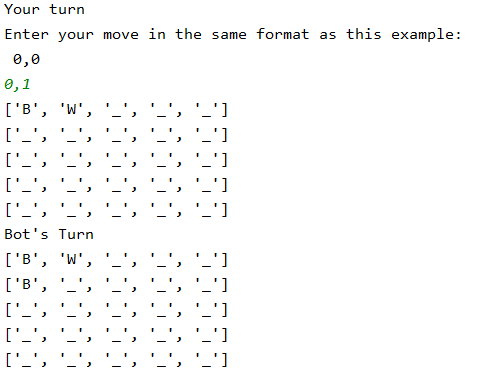 Your turn
Enter your move in the same format as this example:
 0,0
0,1
['B', 'W', '_', '_', '_']
['_', '_', '_', '_', '_']
['_', '_', '_', '_', '_']
['_', '_', '_', '_', '_']
['_', '_', '_', '_', '_']
Bot's Turn
['B', 'W', '_', '_', '_']
['B', '_', '_', '_', '_']
['_', '_', '_', '_', '_']
['_', '_', '_', '_', '_']
['_', '_', '_', '_', '_']